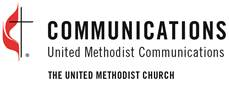 COMMUNICATIONS
United Methodist Communications
THE UNITED METHODIST CHURCH
®